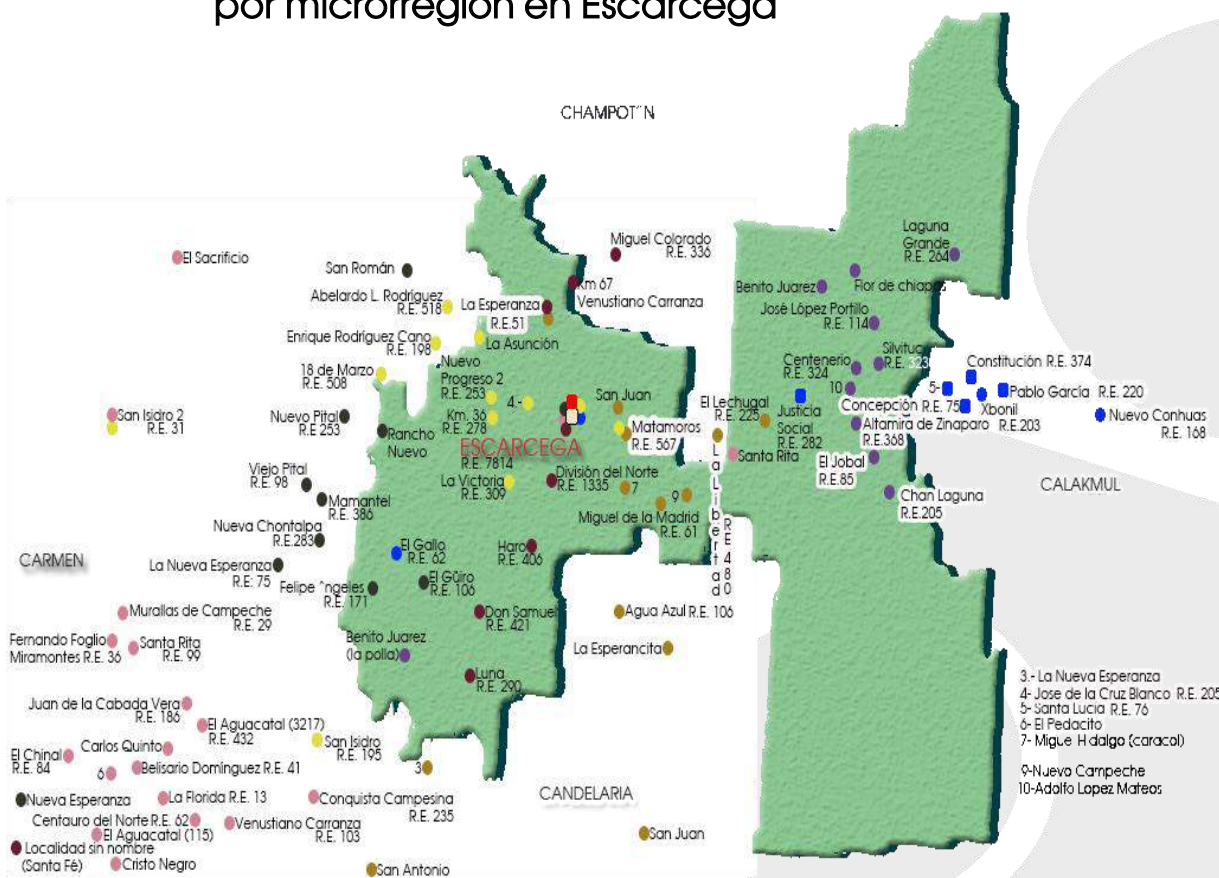 por microrregión en Escárcega
CHAMPOT´N
Miguel Colorado
R.E. 336
Laguna
Grande
R.E. 264
El Sacrificio
San Román
Km 67
Venustiano Carranza
Benito Juarez
Flor de chiapas
Abelardo L. Rodríguez
R.E. 518
La Esperanza
R.E.51
José López Portillo
R.E. 114
Enrique Rodríguez Cano
R.E. 198
La Asunción
Silvituc
R.E. 323
Centenerio
R.E. 324
Constitución R.E. 374
18 de Marzo
R.E. 508
Nuevo
Progreso 2
R.E. 253
4.-
San Juan
10
5-
Pablo García R.E. 220
Xbonil
R.E.203
Nuevo Conhuas
R.E. 168
San Isidro 2
R.E. 31
Nuevo Pital
R.E 253
Rancho
Nuevo
Km. 36
R.E. 278
El Lechugal
R.E. 225
Justicia
Social
R.E. 282
Concepción R.E. 75
Matamoros
R.E. 567
Altamira de Zinaparo
R.E.368
ESCARCEGA
R.E. 7814
Santa Rita
El Jobal
R.E.85
Viejo Pital
R.E. 98
La Victoria
R.E. 309
División del Norte
R.E. 1335
7
9
La Libertad
R E 4 8 0
Chan Laguna
R.E.205
CALAKMUL
Mamantel
R.E. 386
Miguel de la Madrid
R.E. 61
Nueva Chontalpa
R.E.283
El Gallo
R.E. 62
Haro
R.E. 406
CARMEN
La Nueva Esperanza
R.E: 75
Felipe ^ngeles
R.E. 171
El Güiro
R.E. 106
Murallas de Campeche
R.E. 29
Don Samuel
R.E. 421
Agua Azul R.E. 106
Fernando Foglio
Miramontes R.E. 36
Santa Rita
R.E. 99
Benito Juarez
(la polla)
La Esperancita
Luna
R.E. 290
Juan de la Cabada Vera
R.E. 186
El Aguacatal (3217)
R.E. 432
San Isidro
R.E. 195
El Chinal
R.E. 84
Carlos Quinto
6
Belisario Domínguez R.E. 41
3
Nueva Esperanza
La Florida R.E. 13
Conquista Campesina
R.E. 235
CANDELARIA
Centauro del Norte R.E. 62
Venustiano Carranza
R.E. 103
El Aguacatal (115)
San Juan
Localidad sin nombre
(Santa Fé)
Cristo Negro
San Antonio
3.- La Nueva Esperanza
4- Jose de la Cruz Blanco R.E. 205
5- Santa Lucia R.E. 76
6- El Pedacito
7- Migue H dalgo (caracol)
9-Nuevo Campeche
10-Adolfo Lopez Mateos